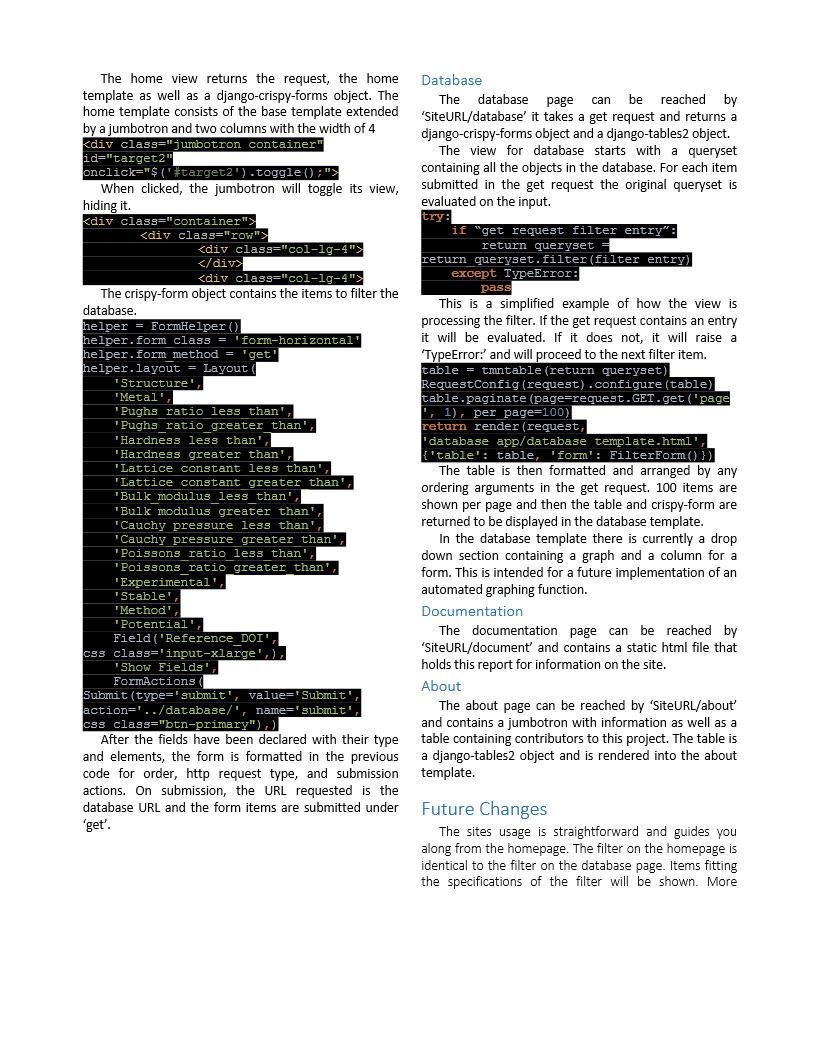 The home view returns the request, the home
template as well as a django-crispy-forms object. The
home template consists of the base template extended
by a jumbotron and two columns with the width of 4
<div class="jumbotron container"
id="target2"
onclick="$('#target2').toggle();">
When clicked, the jumbotron will toggle its view,
hiding it.
<div class="container">
<div class="row">
<div class="col-lg-4">
</div>
<div class="col-lg-4">
The crispy-form object contains the items to filter the
database.
helper = FormHelper()
helper.form_class = 'form-horizontal'
helper.form_method = 'get'
helper.layout = Layout(
'Structure',
'Metal',
'Pughs_ratio_less_than',
'Pughs_ratio_greater_than',
'Hardness_less_than',
'Hardness_greater_than',
'Lattice_constant_less_than',
'Lattice_constant_greater_than',
'Bulk_modulus_less_than',
'Bulk_modulus_greater_than',
'Cauchy_pressure_less_than',
'Cauchy_pressure_greater_than',
'Poissons_ratio_less_than',
'Poissons_ratio_greater_than',
'Experimental',
'Stable',
'Method',
'Potential',
Field('Reference_DOI',
css_class='input-xlarge',),
'Show_Fields',
FormActions(
Submit(type='submit', value='Submit',
action='../database/', name='submit',
css_class="btn-primary"),)
After the fields have been declared with their type
and elements, the form is formatted in the previous
code for order, http request type, and submission
actions. On submission, the URL requested is the
database URL and the form items are submitted under
‘get’.
Database
The database page can be reached by
‘SiteURL/database’ it takes a get request and returns a
django-crispy-forms object and a django-tables2 object.
The view for database starts with a queryset
containing all the objects in the database. For each item
submitted in the get request the original queryset is
evaluated on the input.
try:
if “get request filter entry”:
return_queryset =
return_queryset.filter(filter_entry)
except TypeError:
pass
This is a simplified example of how the view is
processing the filter. If the get request contains an entry
it will be evaluated. If it does not, it will raise a
‘TypeError:’ and will proceed to the next filter item.
table = tmntable(return_queryset)
RequestConfig(request).configure(table)
table.paginate(page=request.GET.get('page
', 1), per_page=100)
return render(request,
'database_app/database_template.html',
{'table': table, 'form': FilterForm()})
The table is then formatted and arranged by any
ordering arguments in the get request. 100 items are
shown per page and then the table and crispy-form are
returned to be displayed in the database template.
In the database template there is currently a drop
down section containing a graph and a column for a
form. This is intended for a future implementation of an
automated graphing function.
Documentation
The documentation page can be reached by
‘SiteURL/document’ and contains a static html file that
holds this report for information on the site.
About
The about page can be reached by ‘SiteURL/about’
and contains a jumbotron with information as well as a
table containing contributors to this project. The table is
a django-tables2 object and is rendered into the about
template.
Future Changes
The sites usage is straightforward and guides you
along from the homepage. The filter on the homepage is
identical to the filter on the database page. Items fitting
the specifications of the filter will be shown. More